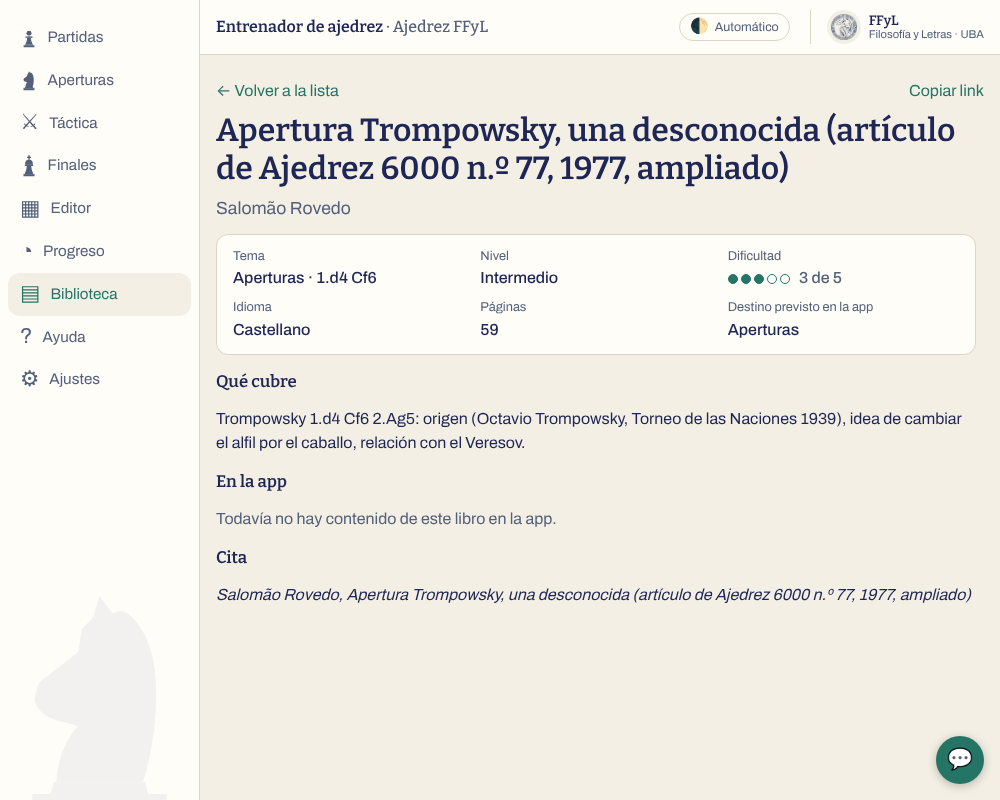 Partidas
Aperturas
Táctica
Finales
Editor
Progreso
Biblioteca
? Ayuda
Ajustes
Entrenador de ajedrez · Ajedrez FFyL
Automático
FFyL
Filosofía y Letras · UBA
← Volver a la lista
Copiar link
Apertura Trompowsky, una desconocida (artículo
de Ajedrez 6000 n.º 77, 1977, ampliado)
Salomão Rovedo
Tema
Aperturas · 1.d4 Cf6
Nivel
Intermedio
Dificultad
3 de 5
Idioma
Castellano
Páginas
59
Destino previsto en la app
Aperturas
Qué cubre
Trompowsky 1.d4 Cf6 2.Ag5: origen (Octavio Trompowsky, Torneo de las Naciones 1939), idea de cambiar
el alfil por el caballo, relación con el Veresov.
En la app
Todavía no hay contenido de este libro en la app.
Cita
Salomão Rovedo, Apertura Trompowsky, una desconocida (artículo de Ajedrez 6000 n.º 77, 1977, ampliado)